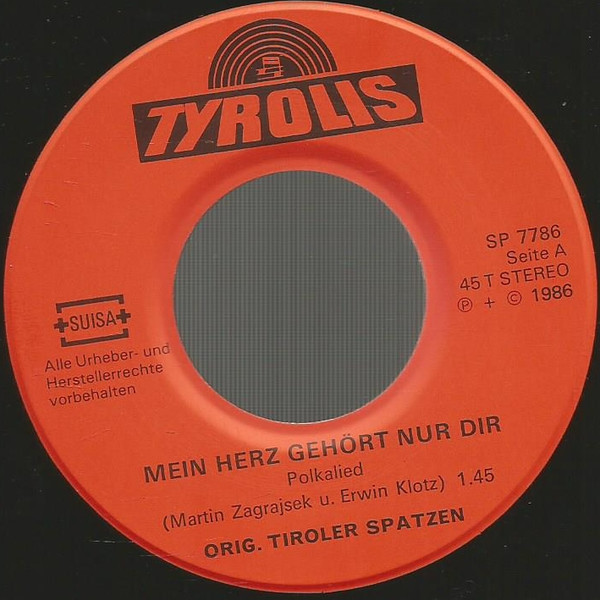 TYROLIS
SP 7786
Seite A
45 T STEREO
℗ + © 1986
SUISA
Alle Urheber- und
Herstellerrechte
vorbehalten
MEIN HERZ GEHÖRT NUR DIR
Polkalied
(Martin Zagrajsek u. Erwin Klotz) 1.45
ORIG. TIROLER SPATZEN